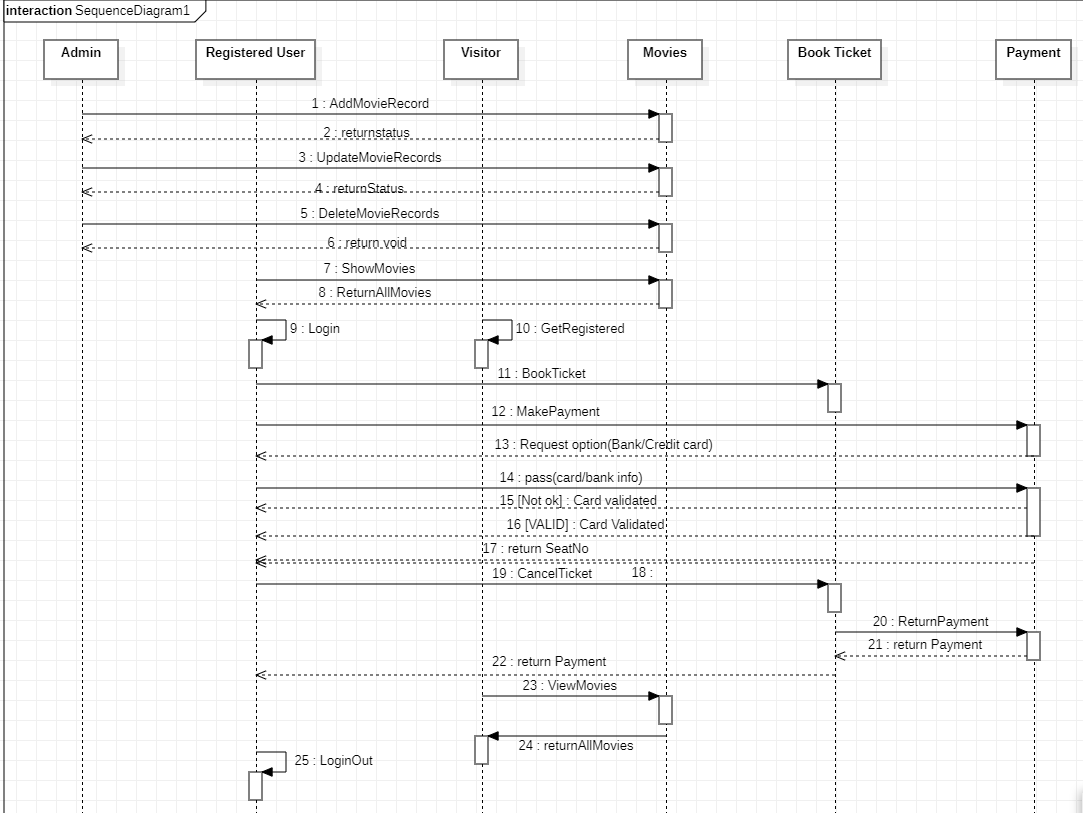 interaction SequenceDiagram1
Admin
Registered User
Visitor
Movies
Book Ticket
Payment
1 : AddMovieRecord
2 : returnstatus
3 : UpdateMovieRecords
4 : returnStatus
5 : DeleteMovieRecords
6 : return void
7 : ShowMovies
8 : ReturnAllMovies
9 : Login
10 : GetRegistered
11 : BookTicket
12 : MakePayment
13 : Request option(Bank/Credit card)
14 : pass(card/bank info)
15 [Not ok] : Card validated
16 [VALID] : Card Validated
17 : return SeatNo
19 : CancelTicket
18 :
20 : ReturnPayment
21 : return Payment
22 : return Payment
23 : ViewMovies
24 : returnAllMovies
25 : LoginOut